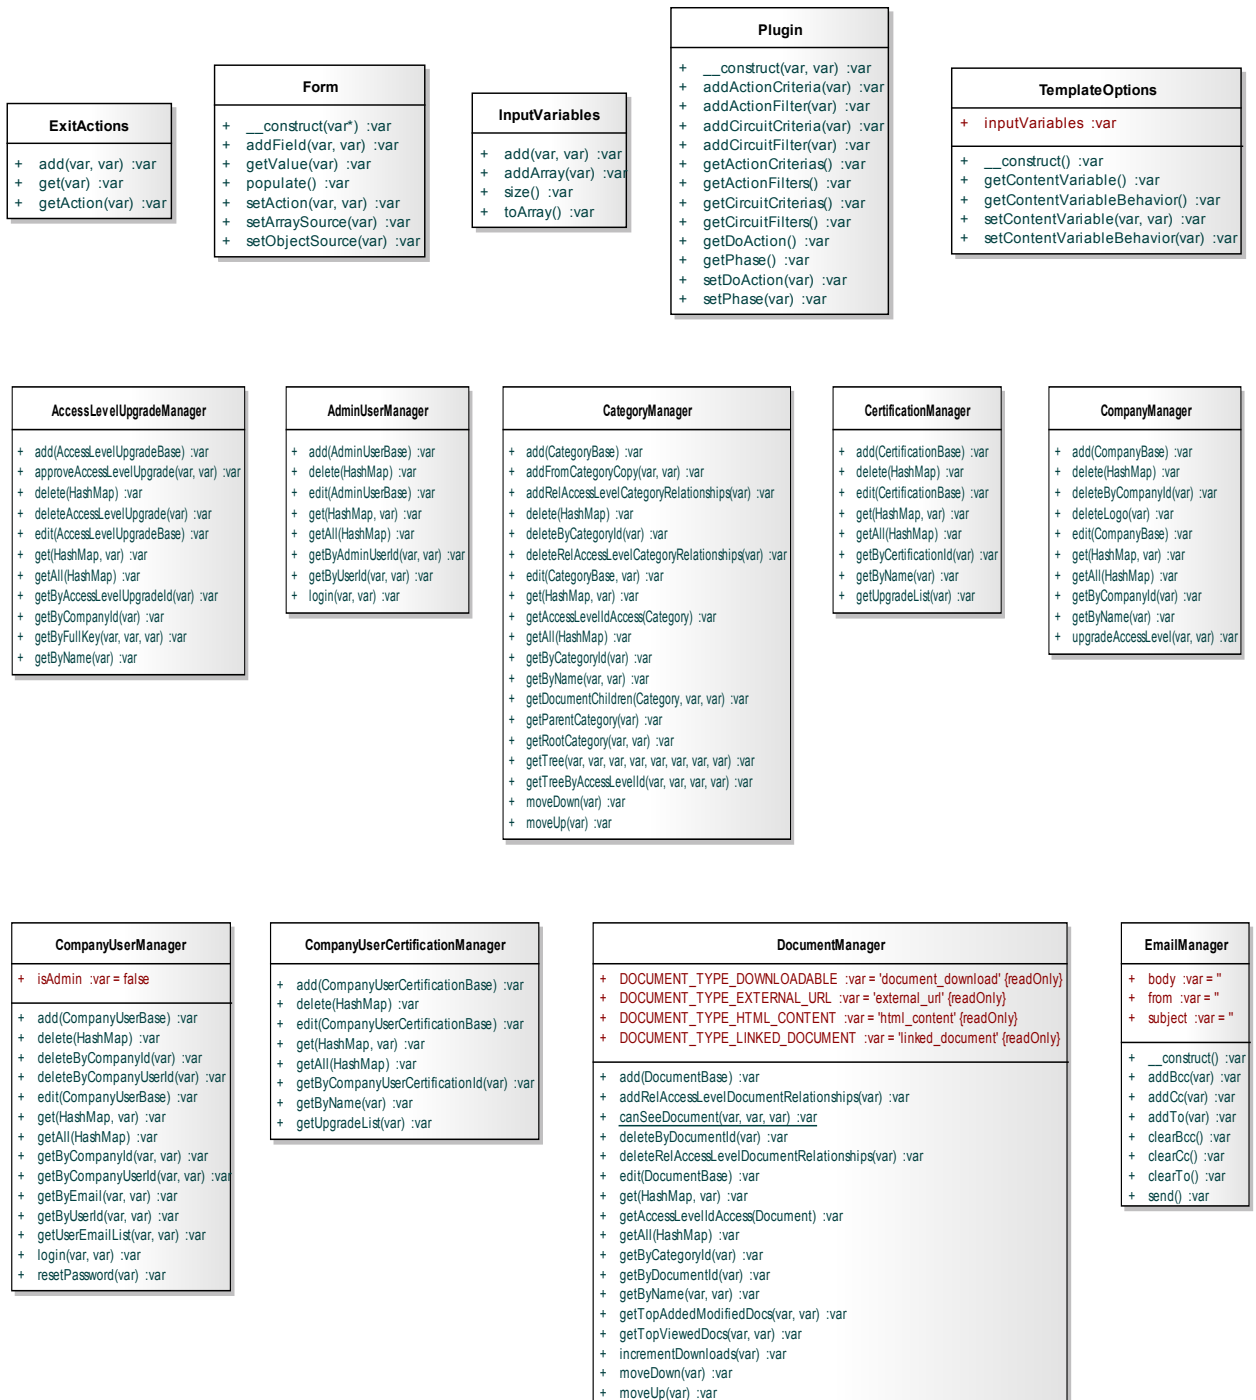 ExitActions
+ add(var, var) :var
+ get(var) :var
+ getAction(var) :var
Form
+ __construct(var*) :var
+ addField(var, var) :var
+ getValue(var) :var
+ populate() :var
+ setAction(var, var) :var
+ setArraySource(var) :var
+ setObjectSource(var) :var
InputVariables
+ add(var, var) :var
+ addArray(var) :var
+ size() :var
+ toArray() :var
Plugin
+ __construct(var, var) :var
+ addActionCriteria(var) :var
+ addActionFilter(var) :var
+ addCircuitCriteria(var) :var
+ addCircuitFilter(var) :var
+ getActionCriterias() :var
+ getActionFilters() :var
+ getCircuitCriterias() :var
+ getCircuitFilters() :var
+ getDoAction() :var
+ getPhase() :var
+ setDoAction(var) :var
+ setPhase(var) :var
TemplateOptions
+ inputVariables :var
+ __construct() :var
+ getContentVariable() :var
+ getContentVariableBehavior() :var
+ setContentVariable(var, var) :var
+ setContentVariableBehavior(var) :var
AccessLevelUpgradeManager
+ add(AccessLevelUpgradeBase) :var
+ approveAccessLevelUpgrade(var, var) :var
+ delete(HashMap) :var
+ deleteAccessLevelUpgrade(var) :var
+ edit(AccessLevelUpgradeBase) :var
+ get(HashMap, var) :var
+ getAll(HashMap) :var
+ getByAccessLevelUpgradeId(var) :var
+ getByCompanyId(var) :var
+ getByFullKey(var, var, var) :var
+ getByName(var) :var
AdminUserManager
+ add(AdminUserBase) :var
+ delete(HashMap) :var
+ edit(AdminUserBase) :var
+ get(HashMap, var) :var
+ getAll(HashMap) :var
+ getByAdminUserId(var, var) :var
+ getByUserId(var, var) :var
+ login(var, var) :var
CategoryManager
+ add(CategoryBase) :var
+ addFromCategoryCopy(var, var) :var
+ addRelAccessLevelCategoryRelationships(var) :var
+ delete(HashMap) :var
+ deleteByCategoryId(var) :var
+ deleteRelAccessLevelCategoryRelationships(var) :var
+ edit(CategoryBase, var) :var
+ get(HashMap, var) :var
+ getAccessLevelIdAccess(Category) :var
+ getAll(HashMap) :var
+ getByCategoryId(var) :var
+ getByName(var, var) :var
+ getDocumentChildren(Category, var, var) :var
+ getParentCategory(var) :var
+ getRootCategory(var, var) :var
+ getTree(var, var, var, var, var, var, var) :var
+ getTreeByAccessLevelId(var, var, var, var) :var
+ moveDown(var) :var
+ moveUp(var) :var
CertificationManager
+ add(CertificationBase) :var
+ delete(HashMap) :var
+ edit(CertificationBase) :var
+ get(HashMap, var) :var
+ getAll(HashMap) :var
+ getByCertificationId(var) :var
+ getByName(var) :var
+ getUpgradeList(var) :var
CompanyManager
+ add(CompanyBase) :var
+ delete(HashMap) :var
+ deleteByCompanyId(var) :var
+ deleteLogo(var) :var
+ edit(CompanyBase) :var
+ get(HashMap, var) :var
+ getAll(HashMap) :var
+ getByCompanyId(var) :var
+ getByName(var) :var
+ upgradeAccessLevel(var, var) :var
CompanyUserManager
+ isAdmin :var = false
+ add(CompanyUserBase) :var
+ delete(HashMap) :var
+ deleteByCompanyId(var) :var
+ deleteByCompanyUserId(var) :var
+ edit(CompanyUserBase) :var
+ get(HashMap, var) :var
+ getAll(HashMap) :var
+ getByCompanyId(var, var) :var
+ getByCompanyUserId(var, var) :var
+ getByEmail(var, var) :var
+ getByUserId(var, var) :var
+ getUserEmailList(var, var) :var
+ login(var, var) :var
+ resetPassword(var) :var
CompanyUserCertificationManager
+ add(CompanyUserCertificationBase) :var
+ delete(HashMap) :var
+ edit(CompanyUserCertificationBase) :var
+ get(HashMap, var) :var
+ getAll(HashMap) :var
+ getByCompanyUserCertificationId(var) :var
+ getByName(var) :var
+ getUpgradeList(var) :var
DocumentManager
+ DOCUMENT_TYPE_DOWNLOADABLE :var = 'document_download' {readOnly}
+ DOCUMENT_TYPE_EXTERNAL_URL :var = 'external_url' {readOnly}
+ DOCUMENT_TYPE_HTML_CONTENT :var = 'html_content' {readOnly}
+ DOCUMENT_TYPE_LINKED_DOCUMENT :var = 'linked_document' {readOnly}
+ add(DocumentBase) :var
+ addRelAccessLevelDocumentRelationships(var) :var
+ canSeeDocument(var, var, var) :var
+ deleteByDocumentId(var) :var
+ deleteRelAccessLevelDocumentRelationships(var) :var
+ edit(DocumentBase) :var
+ get(HashMap, var) :var
+ getAccessLevelIdAccess(Document) :var
+ getAll(HashMap) :var
+ getByCategoryId(var) :var
+ getByDocumentId(var) :var
+ getByName(var, var) :var
+ getTopAddedModifiedDocs(var, var) :var
+ getTopViewedDocs(var, var) :var
+ incrementDownloads(var) :var
+ moveDown(var) :var
+ moveUp(var) :var
EmailManager
+ body :var = ''
+ from :var = ''
+ subject :var = ''
+ __construct() :var
+ addBcc(var) :var
+ addCc(var) :var
+ addTo(var) :var
+ clearBcc() :var
+ clearCc() :var
+ clearTo() :var
+ send() :var